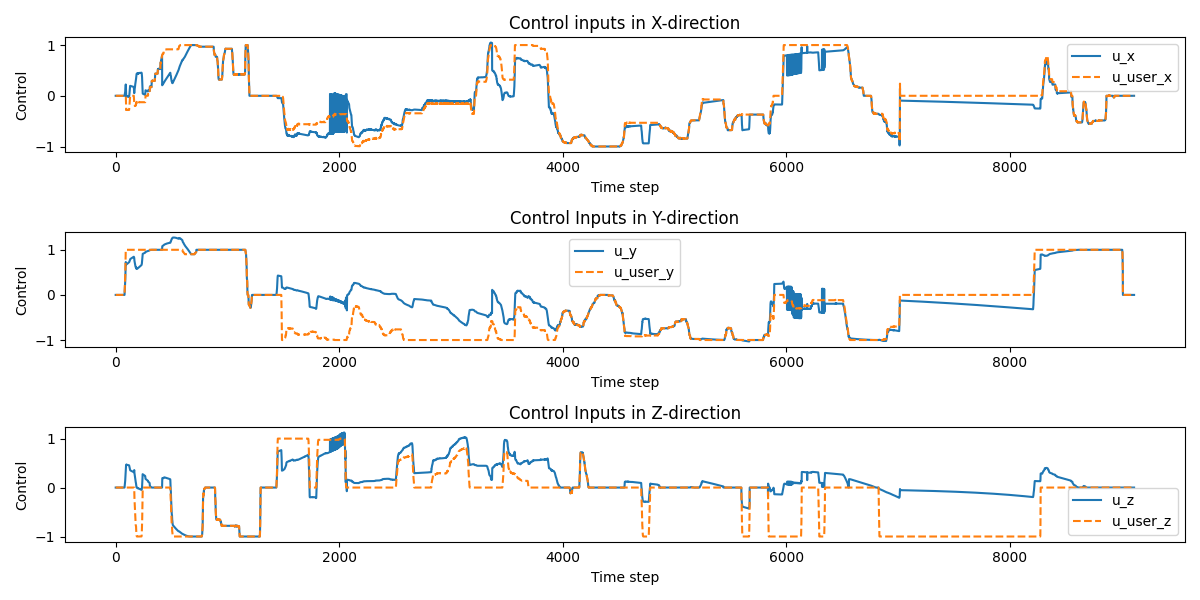 Control inputs in X-direction
Control
1
0
−1
u_x
u_user_x
0
2000
4000
6000
8000
Time step
Control Inputs in Y-direction
Control
1
0
−1
u_y
u_user_y
0
2000
4000
6000
8000
Time step
Control Inputs in Z-direction
Control
1
0
−1
u_z
u_user_z
0
2000
4000
6000
8000
Time step